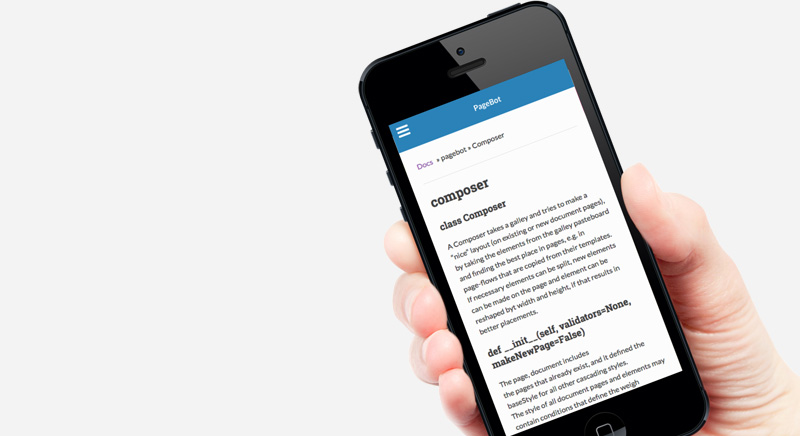 PageBot
Docs » pagebot » Composer
composer
class Composer
A Composer takes a galley and tries to make a
"nice" layout (on existing or new document pages),
by taking the elements from the galley pasteboard
and finding the best place in pages, e.g. in
page-flows that are copied from their templates.
If necessary elements can be split, new elements
can be made on the page and element can be
reshaped byt width and height, if that results in
better placements.
def __init__(self, validators=None,
makeNewPage=False)
The page, document includes
the pages that already exist, and it defined the
baseStyle for all other cascading styles.
The style of all document pages and elements may
contain conditions that define the weigh